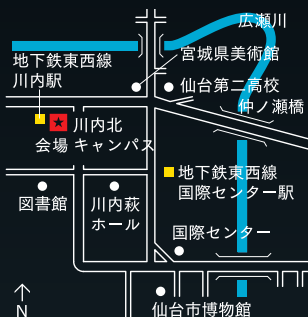 広瀬川
宮城県美術館
地下鉄東西線
川内駅
仙台第二高校
仲ノ瀬橋
川内北
会場 キャンパス
地下鉄東西線
国際センター駅
図書館
川内萩
ホール
国際センター
仙台市博物館
N